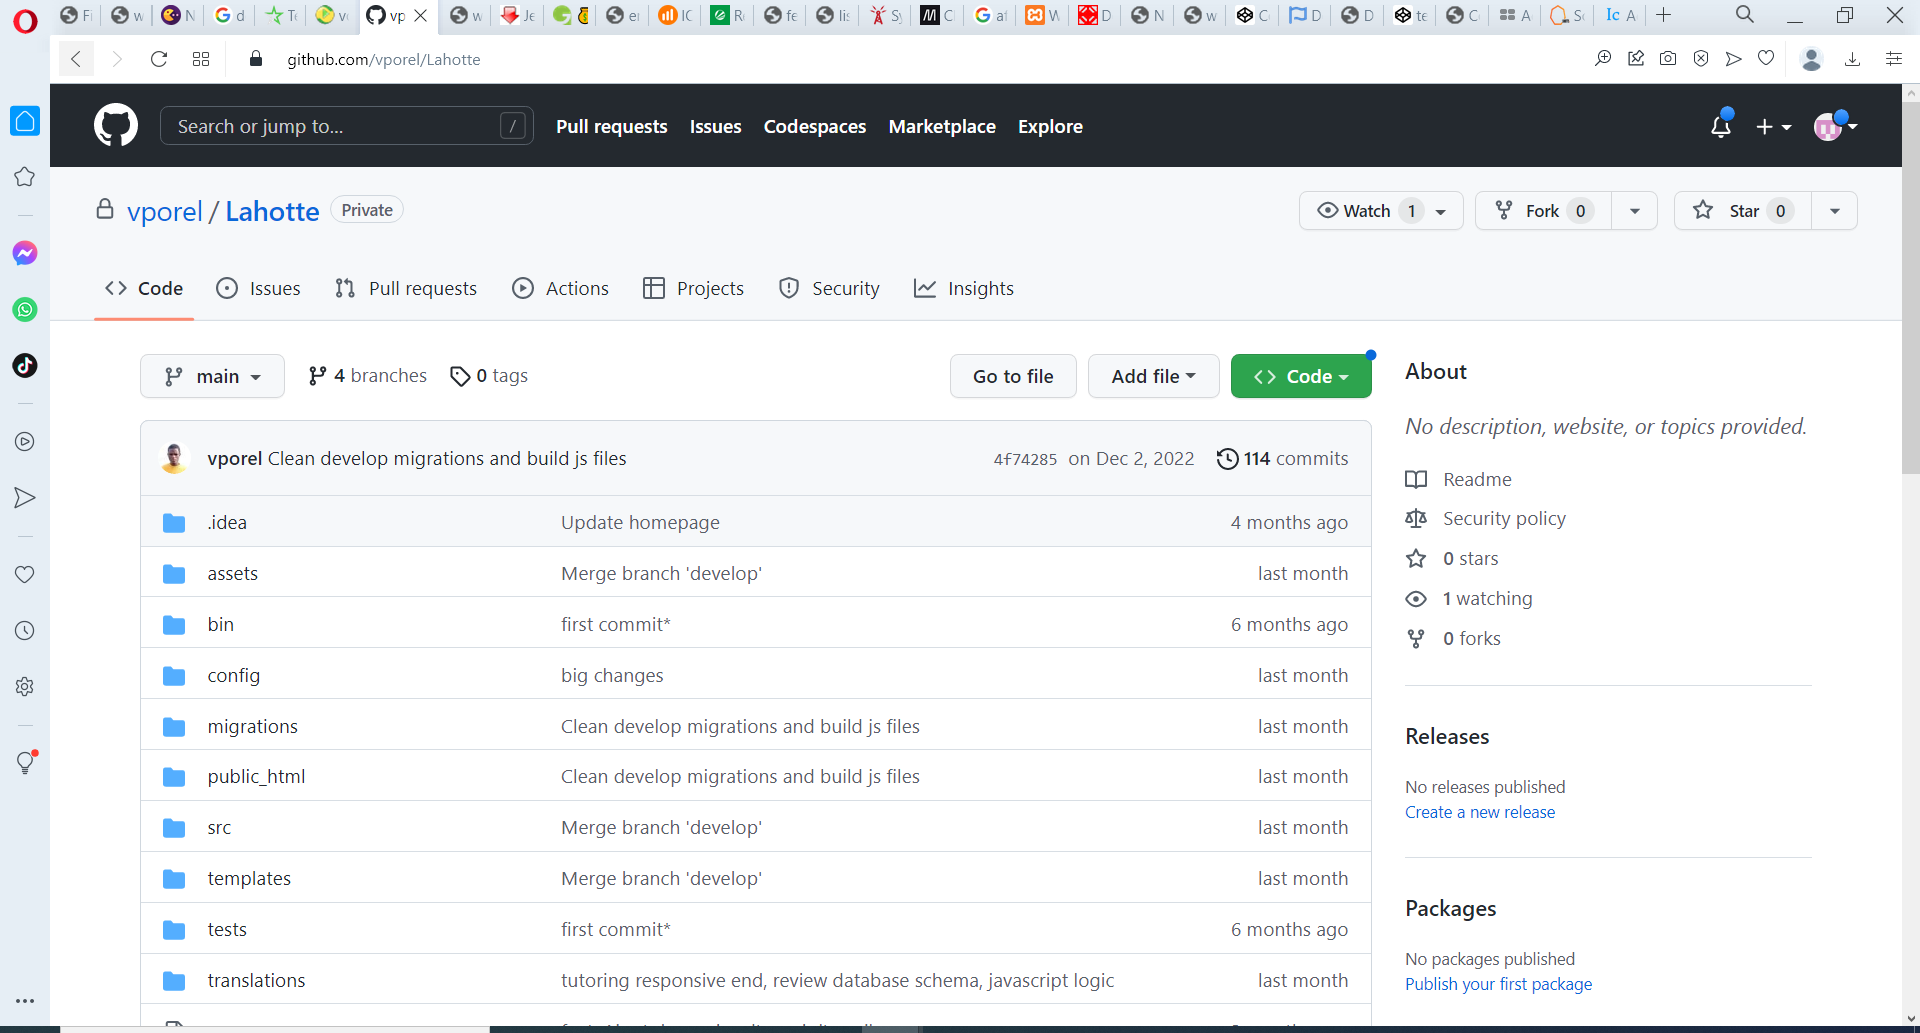 vp
github.com/vporel/Lahotte
Search or jump to...
/
Pull requests
Issues
Codespaces
Marketplace
Explore
vporel / Lahotte
Private
Watch 1
Fork 0
Star 0
Code
Issues
Pull requests
Actions
Projects
Security
Insights
main
4 branches
0 tags
Go to file
Add file
Code
About
No description, website, or topics provided.
vporel Clean develop migrations and build js files 4f74285 on Dec 2, 2022 114 commits
Readme
Security policy
0 stars
1 watching
0 forks
.idea Update homepage 4 months ago
assets Merge branch 'develop' last month
bin first commit* 6 months ago
config big changes last month
migrations Clean develop migrations and build js files last month
public_html Clean develop migrations and build js files last month
src Merge branch 'develop' last month
templates Merge branch 'develop' last month
tests first commit* 6 months ago
translations tutoring responsive end, review database schema, javascript logic last month
Releases
No releases published
Create a new release
Packages
No packages published
Publish your first package